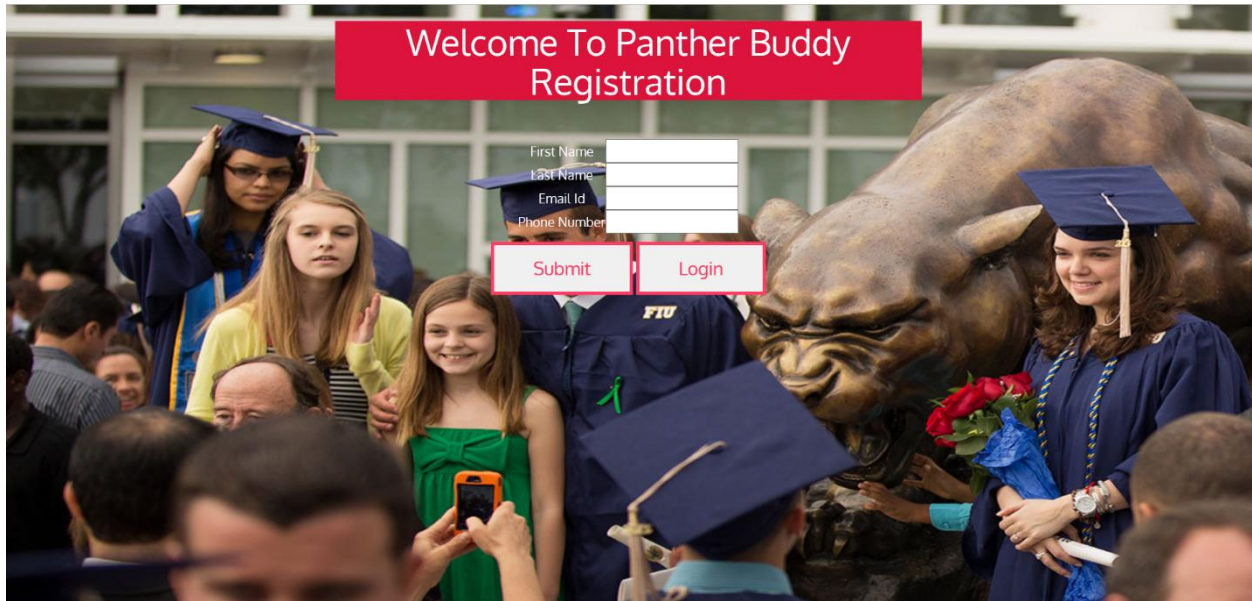 Welcome To Panther Buddy
Registration
First Name
Last Name
Email Id
Phone Number
Submit
Login
FIU